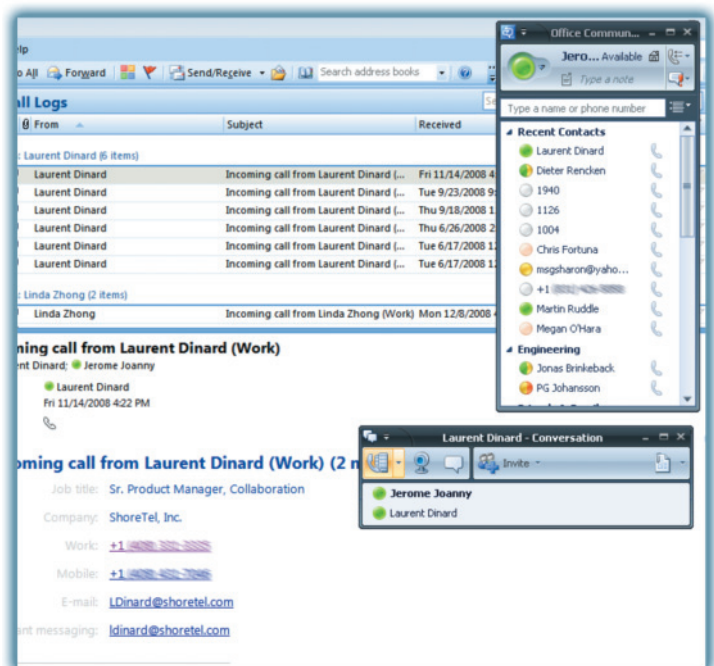 elp
o All Forward Send/Receive Search address books
all Logs
From Subject Received
: Laurent Dinard (6 items)
Laurent Dinard Incoming call from Laurent Dinard (... Fri 11/14/2008 4
Laurent Dinard Incoming call from Laurent Dinard (... Tue 9/23/2008 9:
Laurent Dinard Incoming call from Laurent Dinard (... Thu 9/18/2008 1
Laurent Dinard Incoming call from Laurent Dinard (... Thu 6/26/2008 2
Laurent Dinard Incoming call from Laurent Dinard (... Tue 6/17/2008 12
Laurent Dinard Incoming call from Laurent Dinard (... Tue 6/17/2008 12
: Linda Zhong (2 items)
Linda Zhong Incoming call from Linda Zhong (Work) Mon 12/8/2008 4
ming call from Laurent Dinard (Work)
ent Dinard; Jerome Joanny
Laurent Dinard
Fri 11/14/2008 4:22 PM
oming call from Laurent Dinard (Work) (2 m
Job title: Sr. Product Manager, Collaboration
Company: ShoreTel, Inc.
Work: +1
Mobile: +1
E-mail: LDinard@shoretel.com
ant messaging: ldinard@shoretel.com
Office Commun...
Jero... Available
Type a note
Type a name or phone number
Recent Contacts
Laurent Dinard
Dieter Rencken
1940
1126
1004
Chris Fortuna
msgsharon@yaho...
+1
Martin Ruddle
Megan O'Hara
Engineering
Jonas Brinkeback
PG Johansson
Laurent Dinard - Conversation
Invite
Jerome Joanny
Laurent Dinard